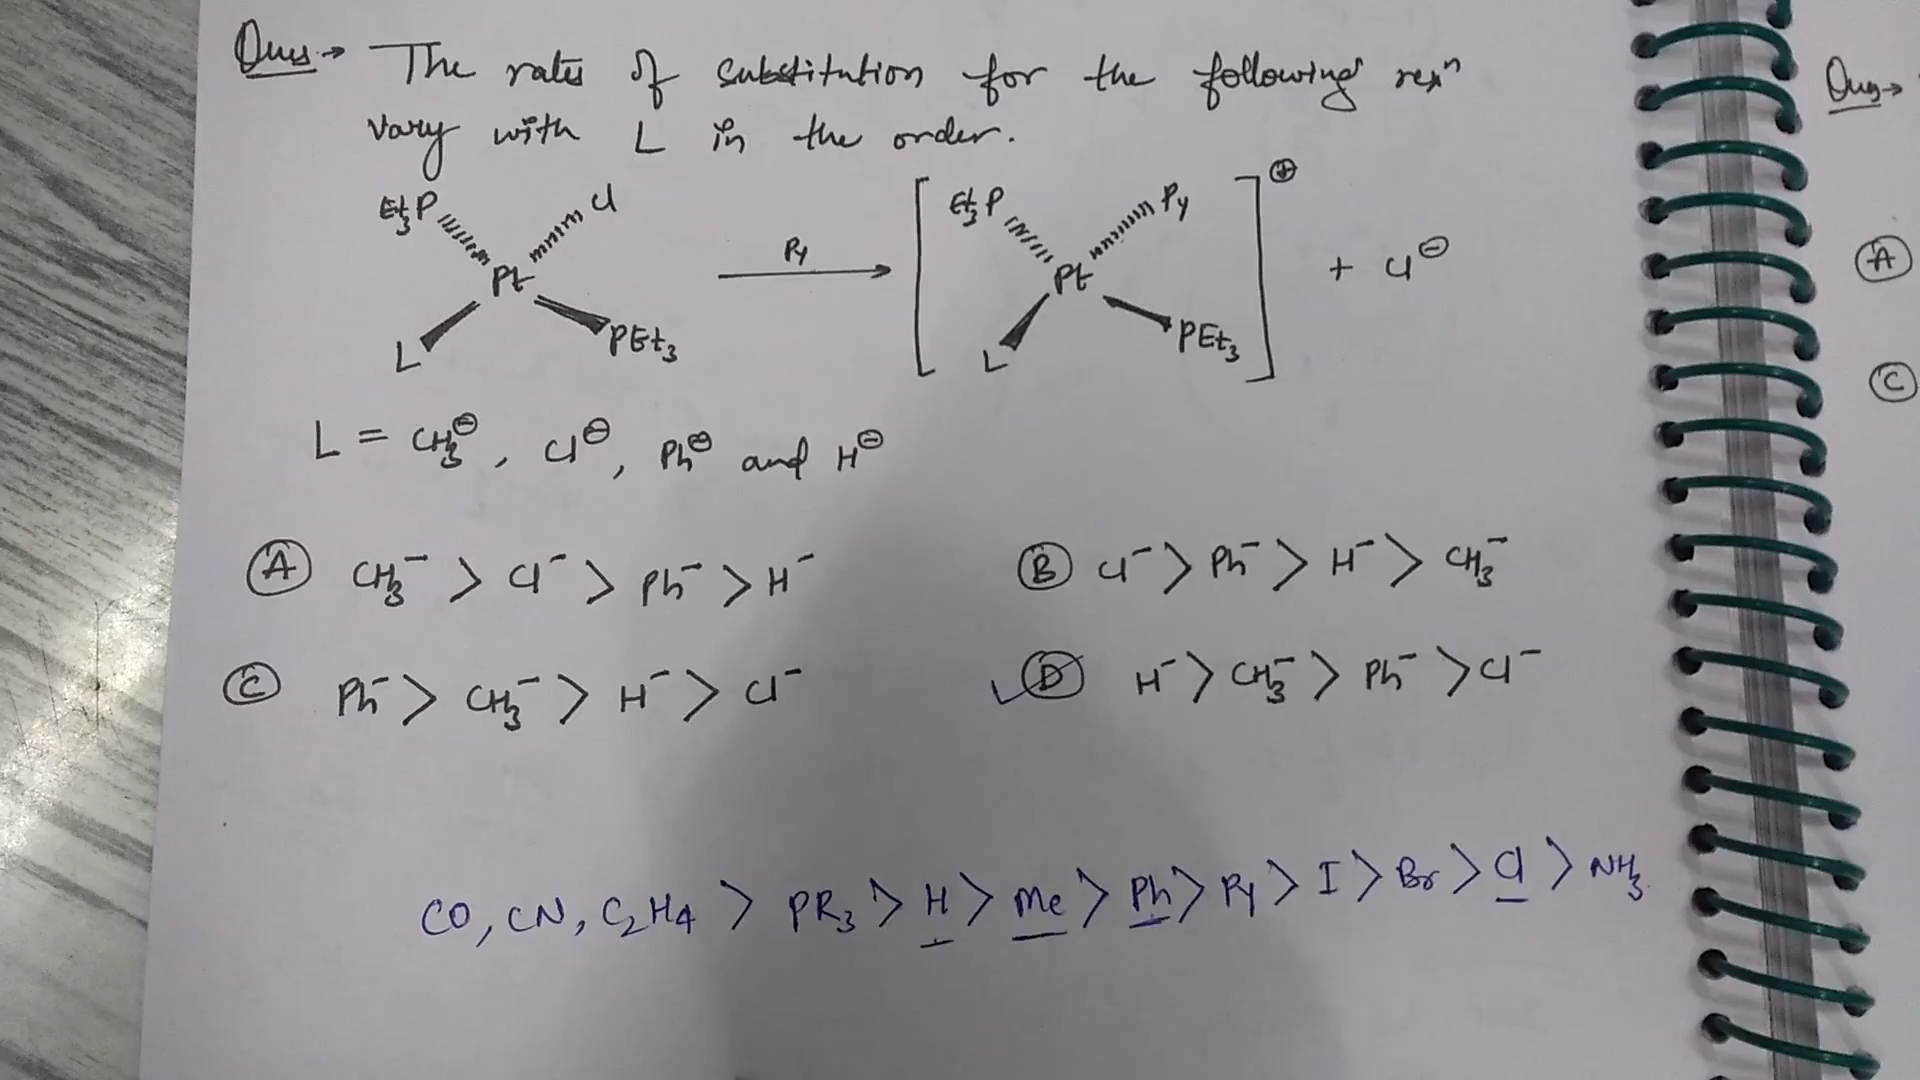 Ques → The rates of substitution for the following rexⁿ
vary with L in the order.
Et₃P Cl Pt L PEt₃ Py [ Et₃P Py Pt L PEt₃ ]⊕ + Cl⊖
L = CH₃⊖, Cl⊖, Ph⊖ and H⊖
(A) CH₃⁻ > Cl⁻ > Ph⁻ > H⁻
(B) Cl⁻ > Ph⁻ > H⁻ > CH₃⁻
(C) Ph⁻ > CH₃⁻ > H⁻ > Cl⁻
✓(D) H⁻ > CH₃⁻ > Ph⁻ > Cl⁻
CO, CN, C₂H₄ > PR₃ > H > Me > Ph > Py > I > Br > Cl > NH₃
Ques →
(A)
(C)